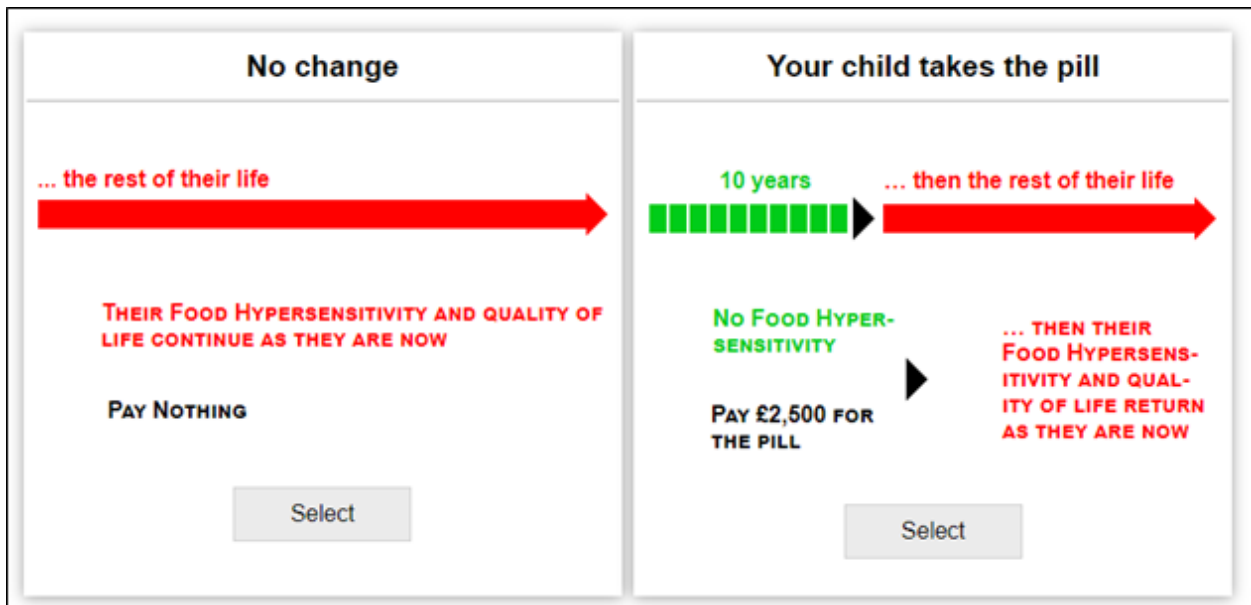 No change
... the rest of their life
Their Food Hypersensitivity and quality of
life continue as they are now
Pay Nothing
Select
Your child takes the pill
10 years
... then the rest of their life
No Food Hyper-
sensitivity
Pay £2,500 for
the pill
... then their
Food Hypersens-
itivity and qual-
ity of life return
as they are now
Select